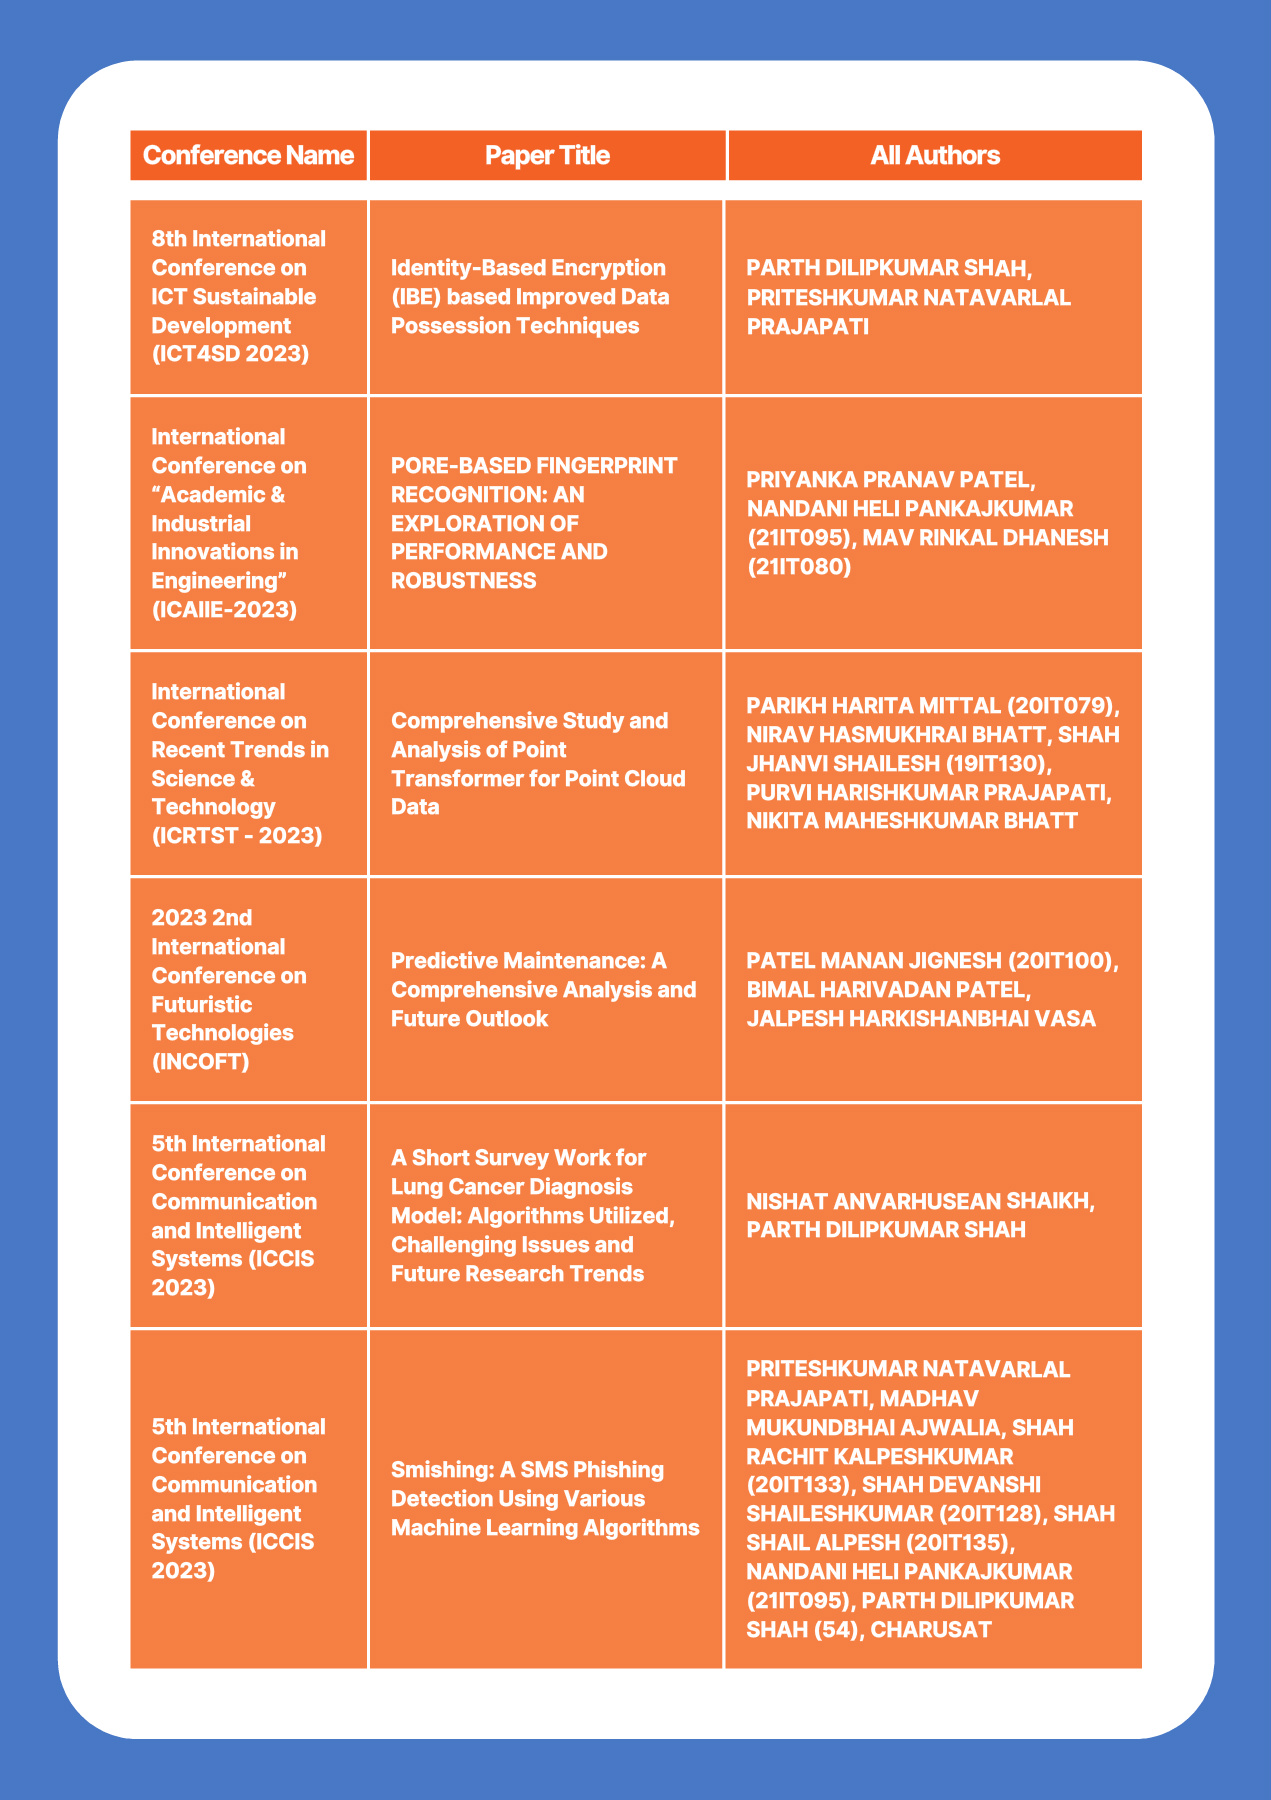 Conference Name
Paper Title
All Authors
8th International
Conference on
ICT Sustainable
Development
(ICT4SD 2023)
Identity-Based Encryption
(IBE) based Improved Data
Possession Techniques
PARTH DILIPKUMAR SHAH,
PRITESHKUMAR NATAVARLAL
PRAJAPATI
International
Conference on
“Academic &
Industrial
Innovations in
Engineering”
(ICAIIE-2023)
PORE-BASED FINGERPRINT
RECOGNITION: AN
EXPLORATION OF
PERFORMANCE AND
ROBUSTNESS
PRIYANKA PRANAV PATEL,
NANDANI HELI PANKAJKUMAR
(21IT095), MAV RINKAL DHANESH
(21IT080)
International
Conference on
Recent Trends in
Science &
Technology
(ICRTST - 2023)
Comprehensive Study and
Analysis of Point
Transformer for Point Cloud
Data
PARIKH HARITA MITTAL (20IT079),
NIRAV HASMUKHRAI BHATT, SHAH
JHANVI SHAILESH (19IT130),
PURVI HARISHKUMAR PRAJAPATI,
NIKITA MAHESHKUMAR BHATT
2023 2nd
International
Conference on
Futuristic
Technologies
(INCOFT)
Predictive Maintenance: A
Comprehensive Analysis and
Future Outlook
PATEL MANAN JIGNESH (20IT100),
BIMAL HARIVADAN PATEL,
JALPESH HARKISHANBHAI VASA
5th International
Conference on
Communication
and Intelligent
Systems (ICCIS
2023)
A Short Survey Work for
Lung Cancer Diagnosis
Model: Algorithms Utilized,
Challenging Issues and
Future Research Trends
NISHAT ANVARHUSEAN SHAIKH,
PARTH DILIPKUMAR SHAH
5th International
Conference on
Communication
and Intelligent
Systems (ICCIS
2023)
Smishing: A SMS Phishing
Detection Using Various
Machine Learning Algorithms
PRITESHKUMAR NATAVARLAL
PRAJAPATI, MADHAV
MUKUNDBHAI AJWALIA, SHAH
RACHIT KALPESHKUMAR
(20IT133), SHAH DEVANSHI
SHAILESHKUMAR (20IT128), SHAH
SHAIL ALPESH (20IT135),
NANDANI HELI PANKAJKUMAR
(21IT095), PARTH DILIPKUMAR
SHAH (54), CHARUSAT